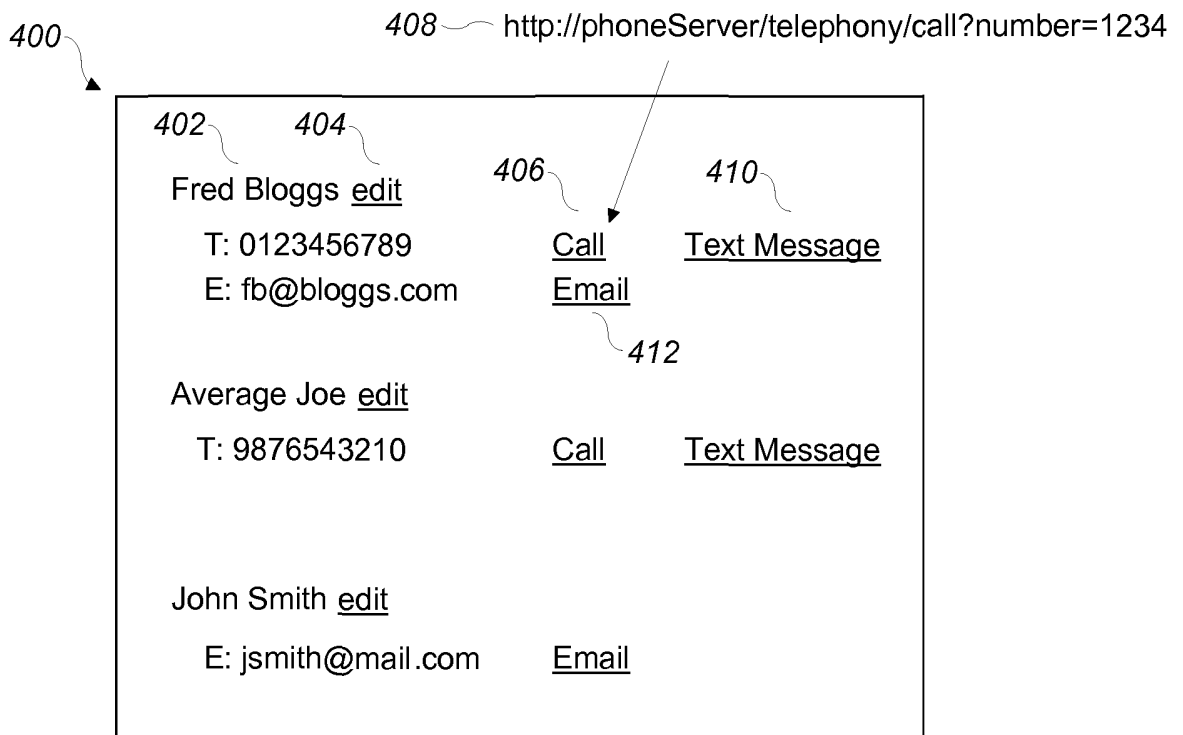 408 http://phoneServer/telephony/call?number=1234
400
402 404
406 410
Fred Bloggs edit
T: 0123456789 Call Text Message
E: fb@bloggs.com Email
412
Average Joe edit
T: 9876543210 Call Text Message
John Smith edit
E: jsmith@mail.com Email